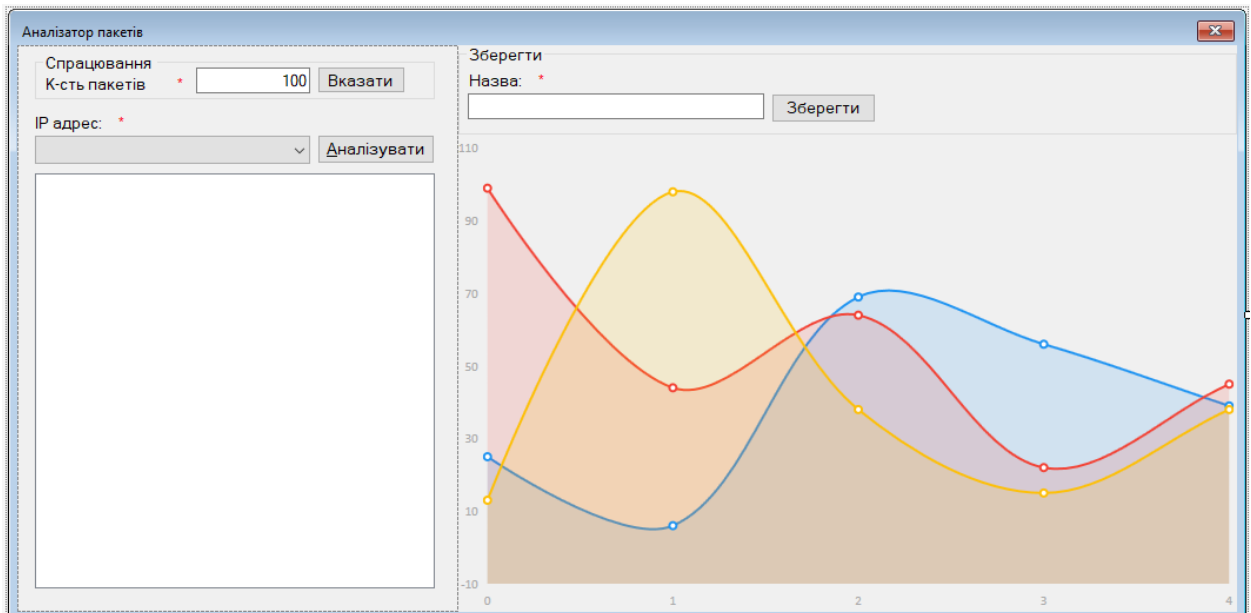 Аналізатор пакетів
Спрацювання
К-сть пакетів * 100 Вказати
IP адрес: *
Аналізувати
Зберегти
Назва: *
Зберегти
110
90
70
50
30
10
-10
0 1 2 3 4